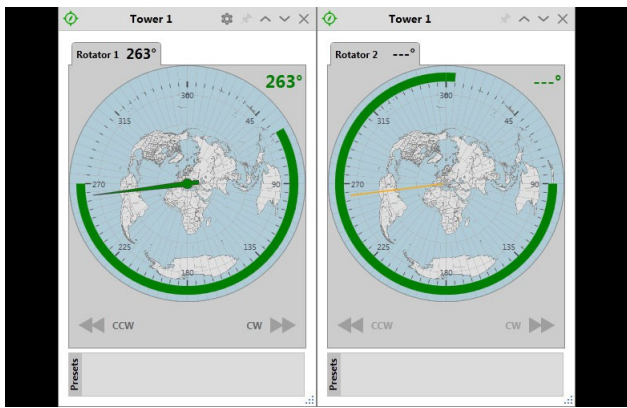 Tower 1
Rotator 1 263°
263°
360
45
90
135
180
225
270
315
CCW
CW
Presets
Tower 1
Rotator 2 ---°
---°
360
45
90
135
180
225
270
315
CCW
CW
Presets